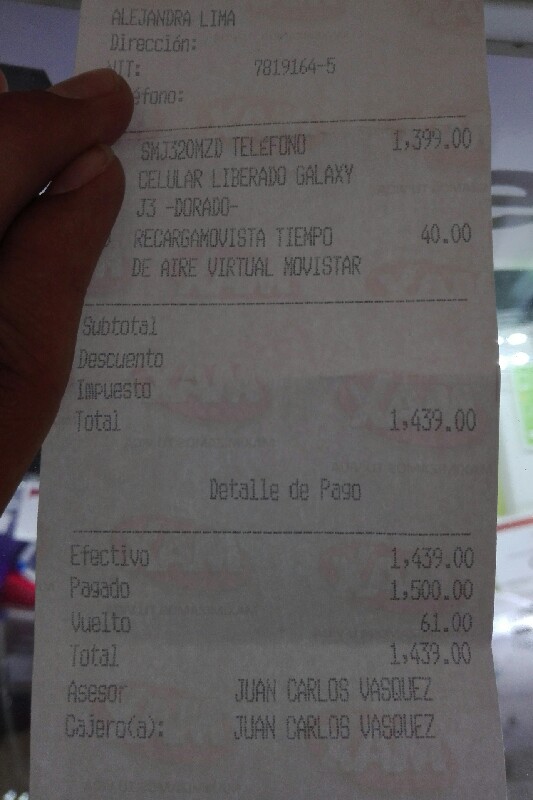 ALEJANDRA LIMA
Dirección:
NIT: 7819164-5
éfono:
SMJ320MZD TELEFONO 1,399.00
CELULAR LIBERADO GALAXY
J3 -DORADO-
RECARGAMOVISTA TIEMPO 40.00
DE AIRE VIRTUAL MOVISTAR
Subtotal
Descuento
Impuesto
Total 1,439.00
Detalle de Pago
Efectivo 1,439.00
Pagado 1,500.00
Vuelto 61.00
Total 1,439.00
Asesor JUAN CARLOS VASQUEZ
Cajero(a): JUAN CARLOS VASQUEZ